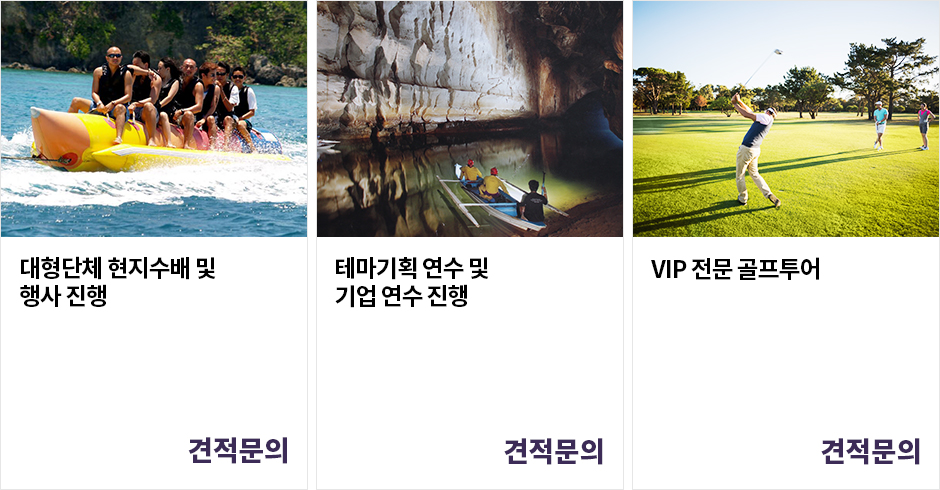 대형단체 현지수배 및
행사 진행
견적문의
테마기획 연수 및
기업 연수 진행
견적문의
VIP 전문 골프투어
견적문의